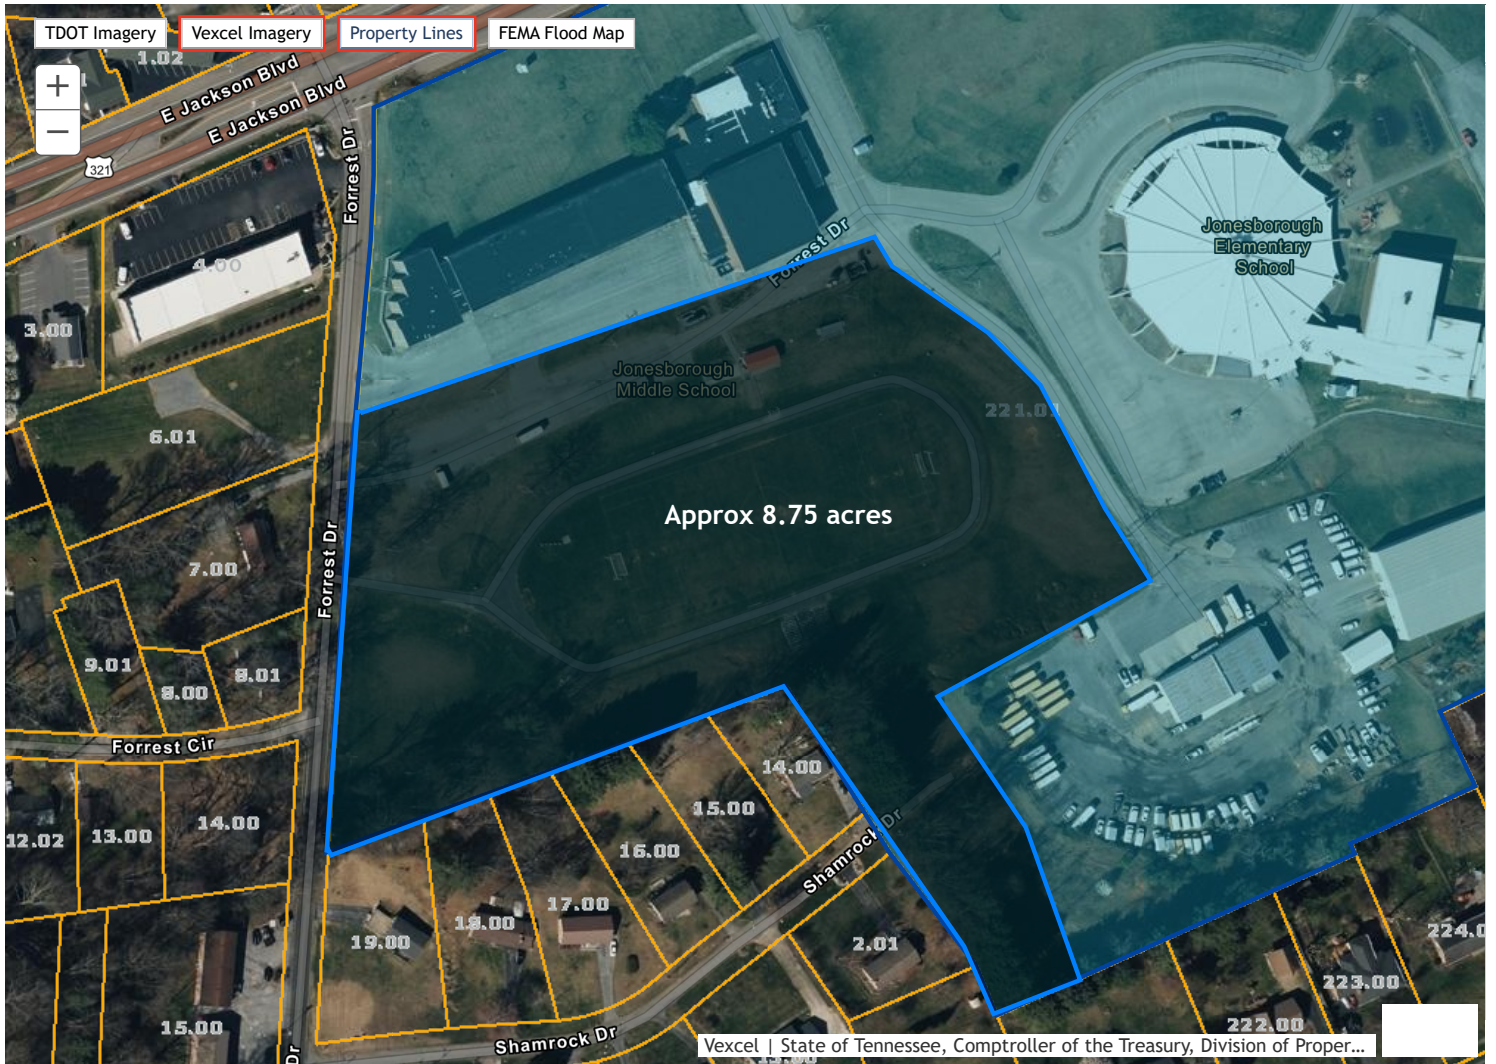 TDOT Imagery
Vexcel Imagery
Property Lines
FEMA Flood Map
+
−
1.02
E Jackson Blvd
E Jackson Blvd
321
Forrest Dr
4.00
3.00
Forrest Dr
Jonesborough
Elementary
School
Jonesborough
Middle School
221.01
6.01
Approx 8.75 acres
7.00
Forrest Dr
9.01
8.00
8.01
Forrest Cir
12.02
13.00
14.00
14.00
15.00
16.00
17.00
18.00
19.00
Shamrock Dr
2.01
224.0
223.00
222.00
15.00
Dr
Shamrock Dr
Vexcel | State of Tennessee, Comptroller of the Treasury, Division of Proper...